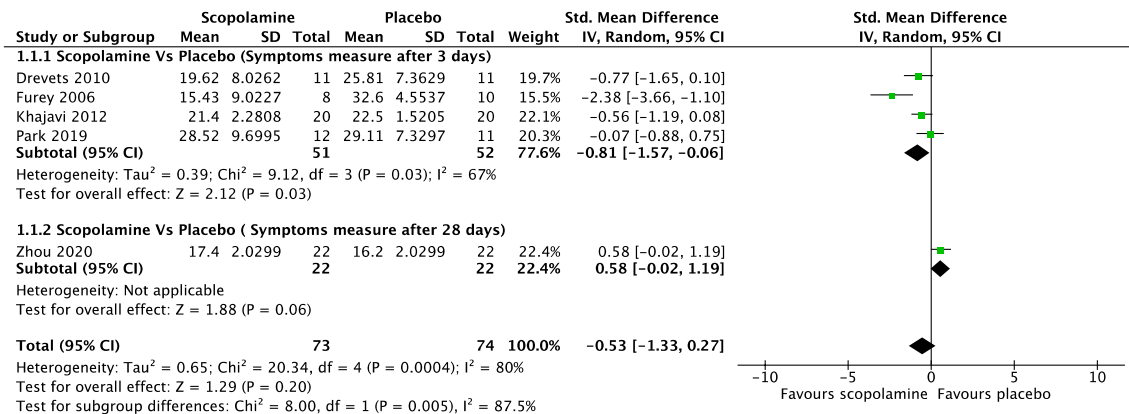 Scopolamine Placebo Std. Mean Difference Std. Mean Difference
Study or Subgroup Mean SD Total Mean SD Total Weight IV, Random, 95% CI IV, Random, 95% CI
1.1.1 Scopolamine Vs Placebo (Symptoms measure after 3 days)
Drevets 2010 19.62 8.0262 11 25.81 7.3629 11 19.7% −0.77 [−1.65, 0.10]
Furey 2006 15.43 9.0227 8 32.6 4.5537 10 15.5% −2.38 [−3.66, −1.10]
Khajavi 2012 21.4 2.2808 20 22.5 1.5205 20 22.1% −0.56 [−1.19, 0.08]
Park 2019 28.52 9.6995 12 29.11 7.3297 11 20.3% −0.07 [−0.88, 0.75]
Subtotal (95% CI) 51 52 77.6% −0.81 [−1.57, −0.06]
Heterogeneity: Tau² = 0.39; Chi² = 9.12, df = 3 (P = 0.03); I² = 67%
Test for overall effect: Z = 2.12 (P = 0.03)
1.1.2 Scopolamine Vs Placebo ( Symptoms measure after 28 days)
Zhou 2020 17.4 2.0299 22 16.2 2.0299 22 22.4% 0.58 [−0.02, 1.19]
Subtotal (95% CI) 22 22 22.4% 0.58 [−0.02, 1.19]
Heterogeneity: Not applicable
Test for overall effect: Z = 1.88 (P = 0.06)
Total (95% CI) 73 74 100.0% −0.53 [−1.33, 0.27]
Heterogeneity: Tau² = 0.65; Chi² = 20.34, df = 4 (P = 0.0004); I² = 80%
Test for overall effect: Z = 1.29 (P = 0.20)
Test for subgroup differences: Chi² = 8.00, df = 1 (P = 0.005), I² = 87.5%
−10 −5 0 5 10
Favours scopolamine Favours placebo